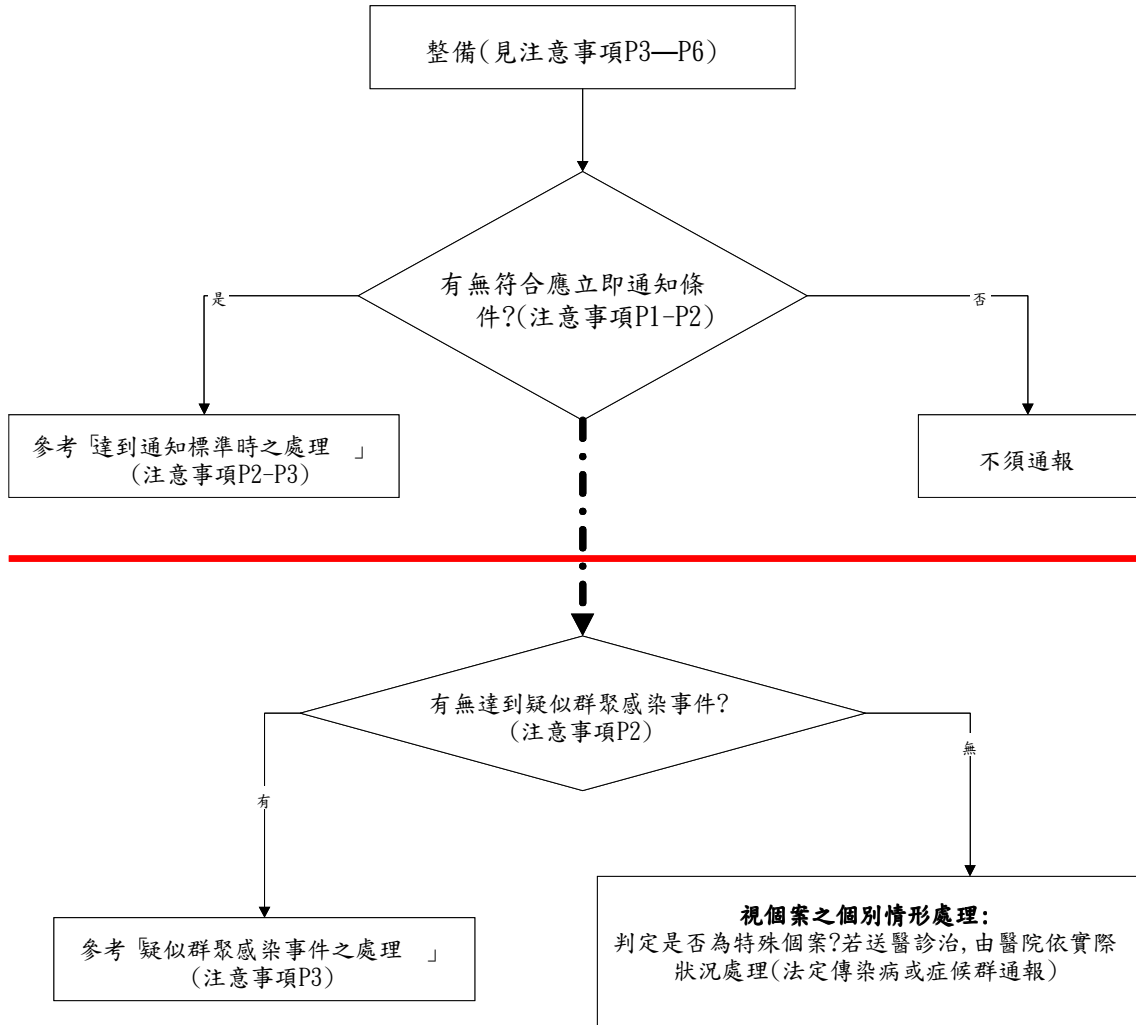 整備(見注意事項P3—P6)
有無符合應立即通知條
件?(注意事項P1-P2)
是
否
參考「達到通知標準時之處理 」
(注意事項P2-P3)
不須通報
有無達到疑似群聚感染事件?
(注意事項P2)
無
有
視個案之個別情形處理:
判定是否為特殊個案?若送醫診治,由醫院依實際
狀況處理(法定傳染病或症候群通報)
參考「疑似群聚感染事件之處理 」
(注意事項P3)